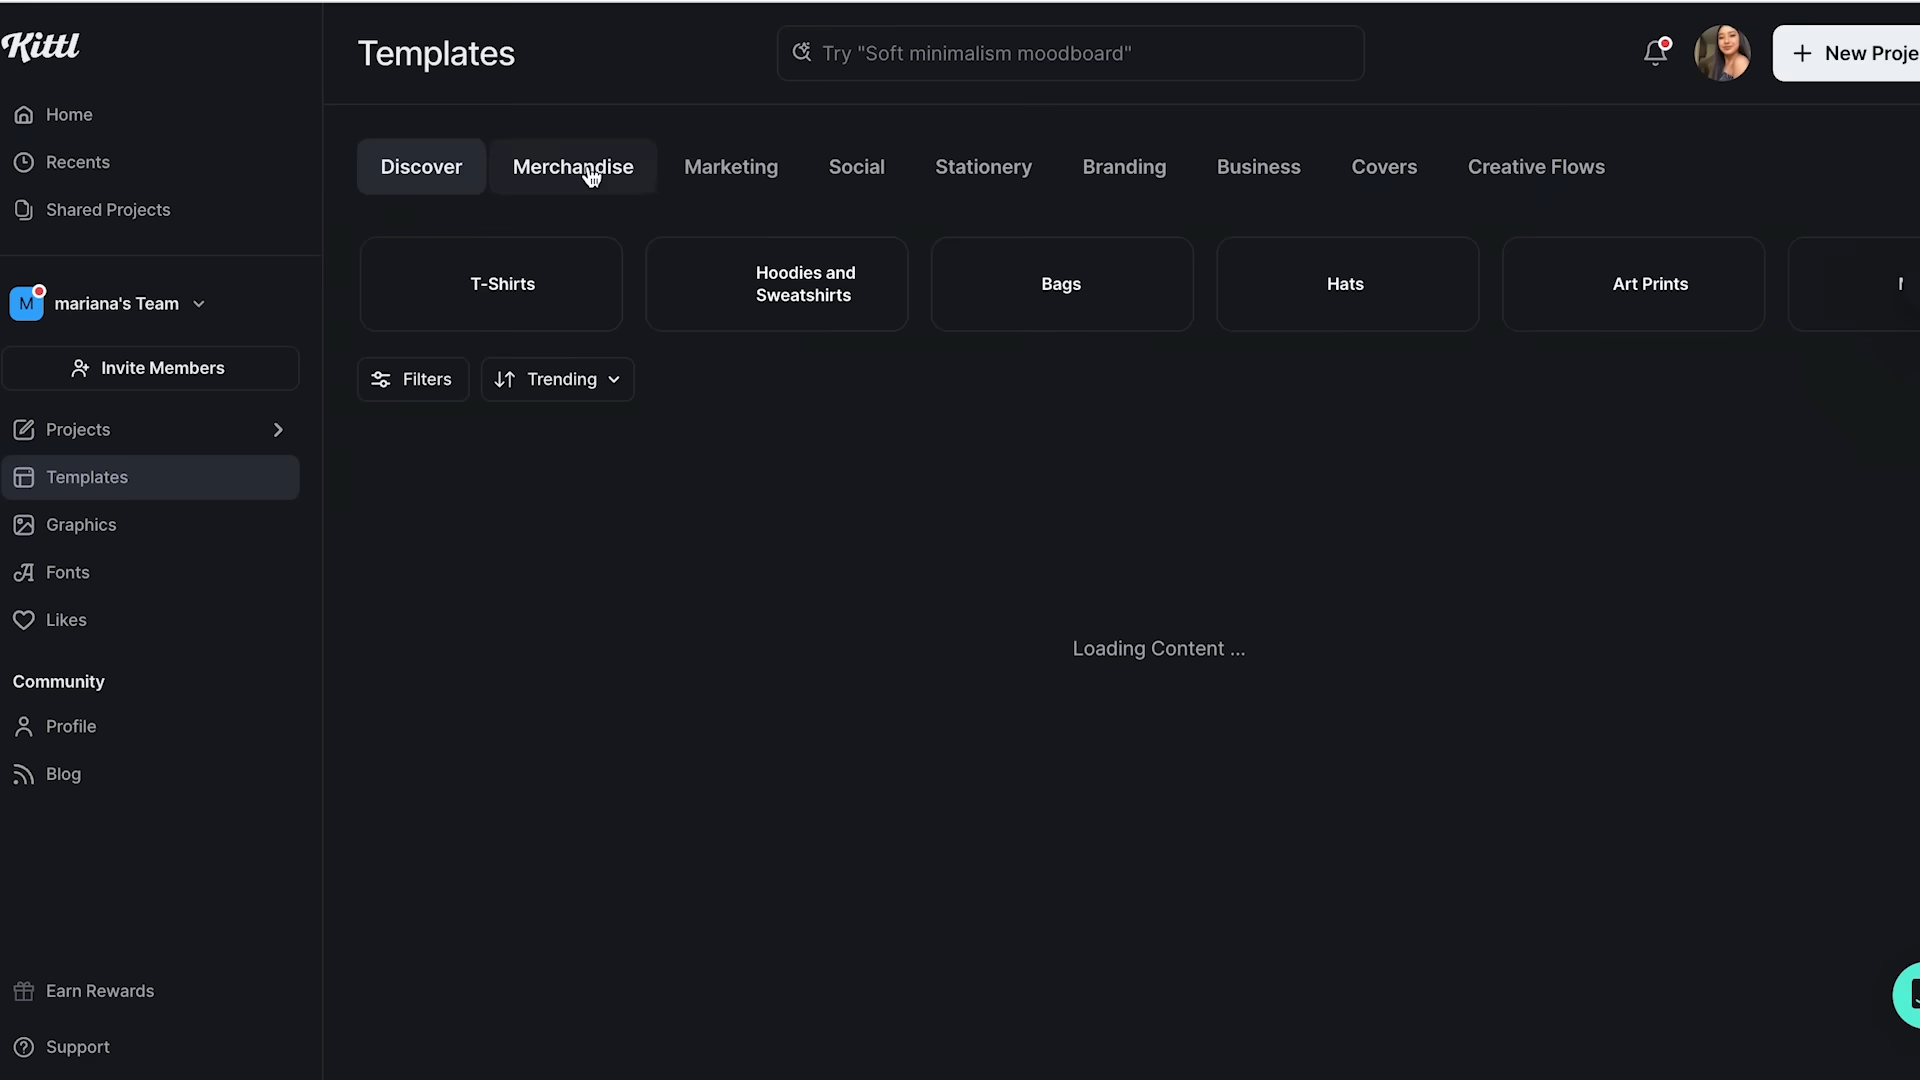 Kittl
Templates
Try "Soft minimalism moodboard"
New Proje
Home
Recents
Shared Projects
M
mariana's Team
Invite Members
Projects
Templates
Graphics
Fonts
Likes
Community
Profile
Blog
Earn Rewards
Support
Discover
Merchandise
Marketing
Social
Stationery
Branding
Business
Covers
Creative Flows
T-Shirts
Hoodies and
Sweatshirts
Bags
Hats
Art Prints
Filters
Trending
Loading Content ...